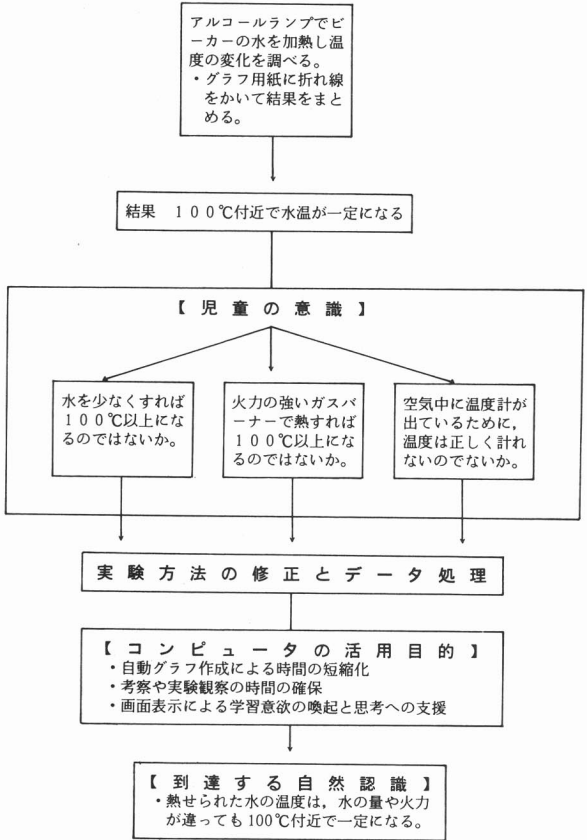 アルコールランプでビ
ーカーの水を加熱し温
度の変化を調べる。
・グラフ用紙に折れ線
をかいて結果をまと
める。
結果　１００℃付近で水温が一定になる
【児童の意識】
水を少なくすれば
１００℃以上にな
るのではないか。
火力の強いガスバ
ーナーで熱すれば
１００℃以上にな
るのではないか。
空気中に温度計が
出ているために，
温度は正しく計れ
ないのでないか。
実験方法の修正とデータ処理
【コンピュータの活用目的】
・自動グラフ作成による時間の短縮化
・考察や実験観察の時間の確保
・画面表示による学習意欲の喚起と思考への支援
【到達する自然認識】
・熱せられた水の温度は，水の量や火力
が違っても100℃付近で一定になる。